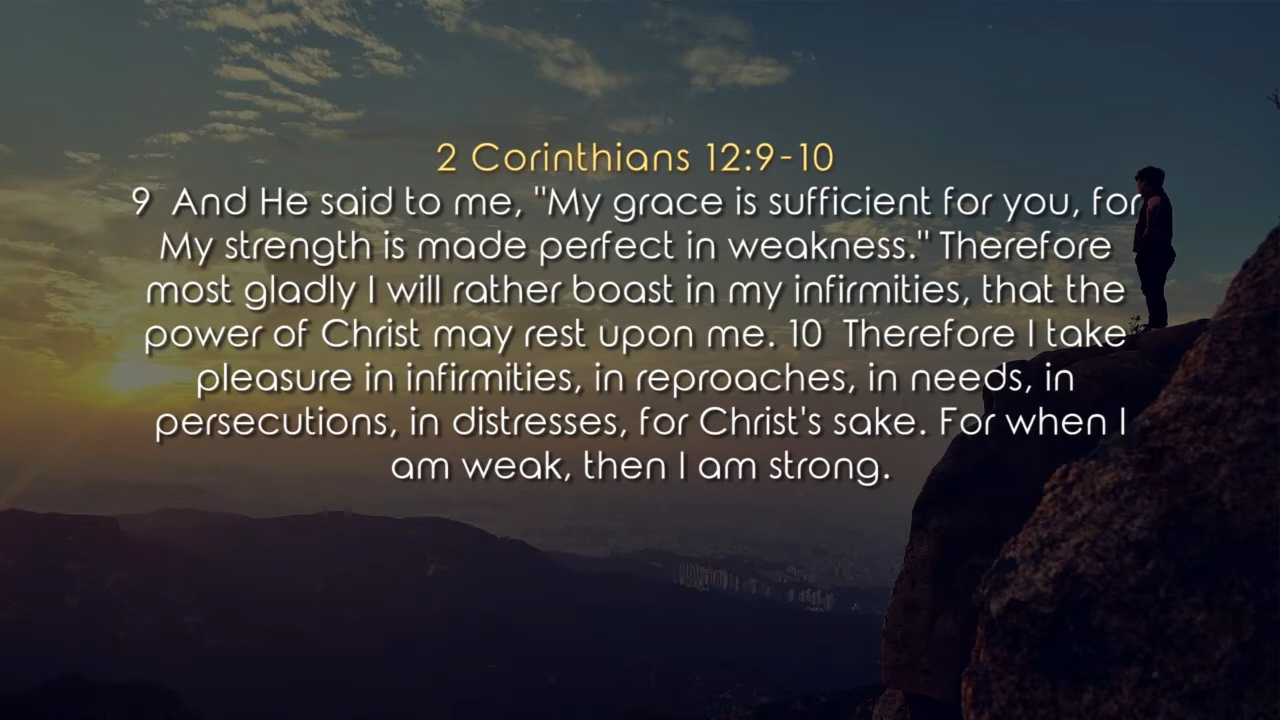 2 Corinthians 12:9-10
9  And He said to me, "My grace is sufficient for you, for
My strength is made perfect in weakness." Therefore
most gladly I will rather boast in my infirmities, that the
power of Christ may rest upon me. 10  Therefore I take
pleasure in infirmities, in reproaches, in needs, in
persecutions, in distresses, for Christ's sake. For when I
am weak, then I am strong.